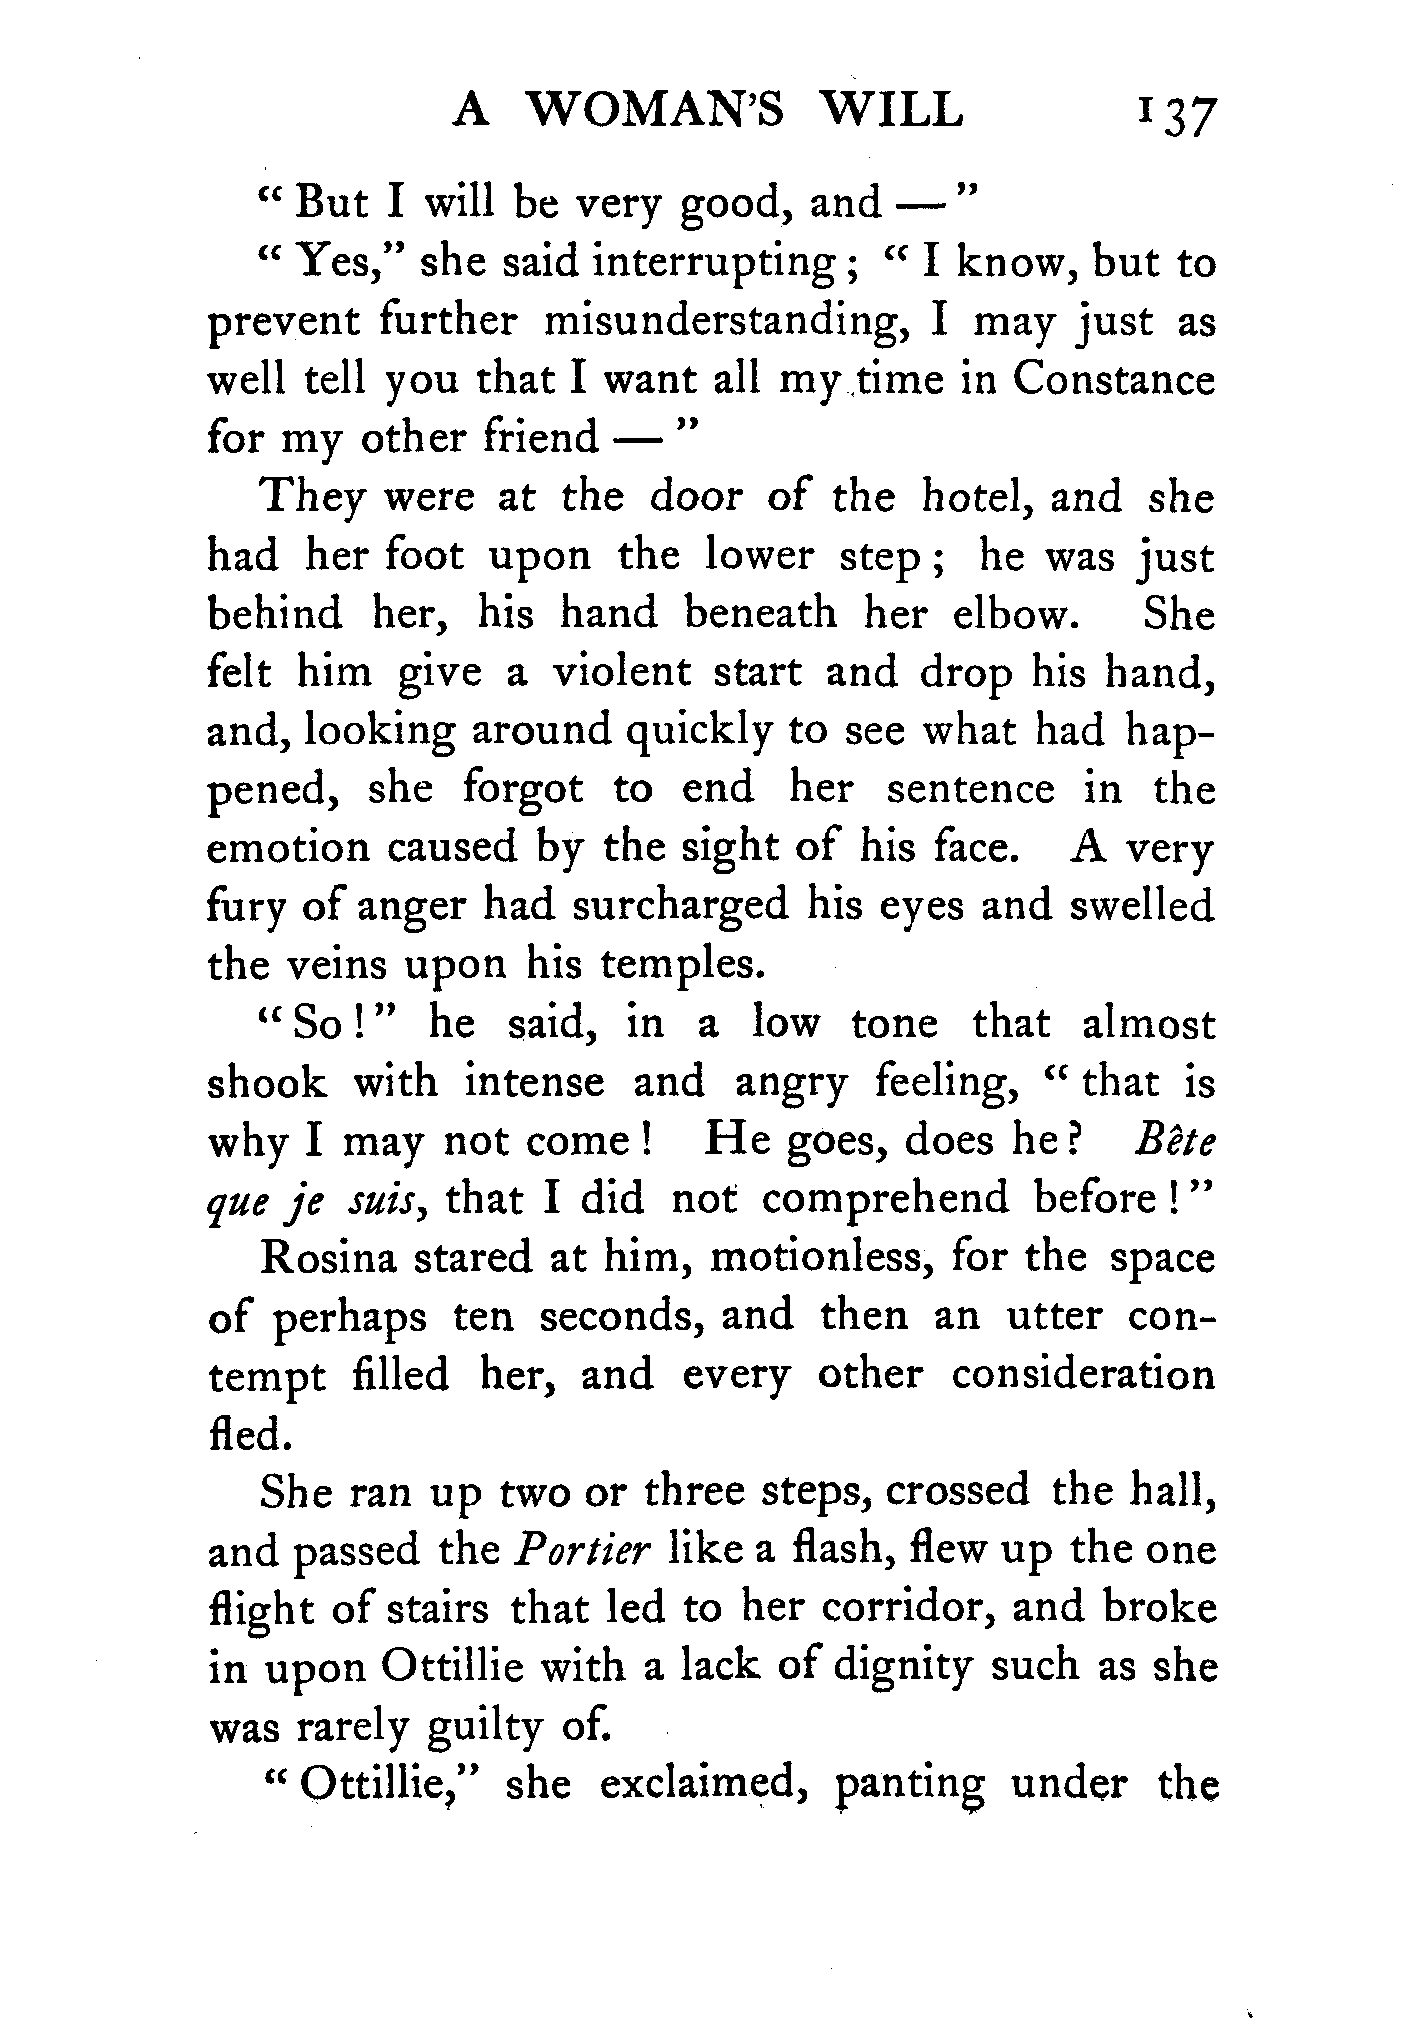 A WOMAN'S WILL 137
" But I will be very good, and — "
" Yes," she said interrupting ; " I know, but to
prevent further misunderstanding, I may just as
well tell you that I want all my time in Constance
for my other friend — "
They were at the door of the hotel, and she
had her foot upon the lower step ; he was just
behind her, his hand beneath her elbow. She
felt him give a violent start and drop his hand,
and, looking around quickly to see what had hap-
pened, she forgot to end her sentence in the
emotion caused by the sight of his face. A very
fury of anger had surcharged his eyes and swelled
the veins upon his temples.
" So ! " he said, in a low tone that almost
shook with intense and angry feeling, " that is
why I may not come ! He goes, does he ? Bête
que je suis, that I did not comprehend before ! "
Rosina stared at him, motionless, for the space
of perhaps ten seconds, and then an utter con-
tempt filled her, and every other consideration
fled.
She ran up two or three steps, crossed the hall,
and passed the Portier like a flash, flew up the one
flight of stairs that led to her corridor, and broke
in upon Ottillie with a lack of dignity such as she
was rarely guilty of.
" Ottillie," she exclaimed, panting under the